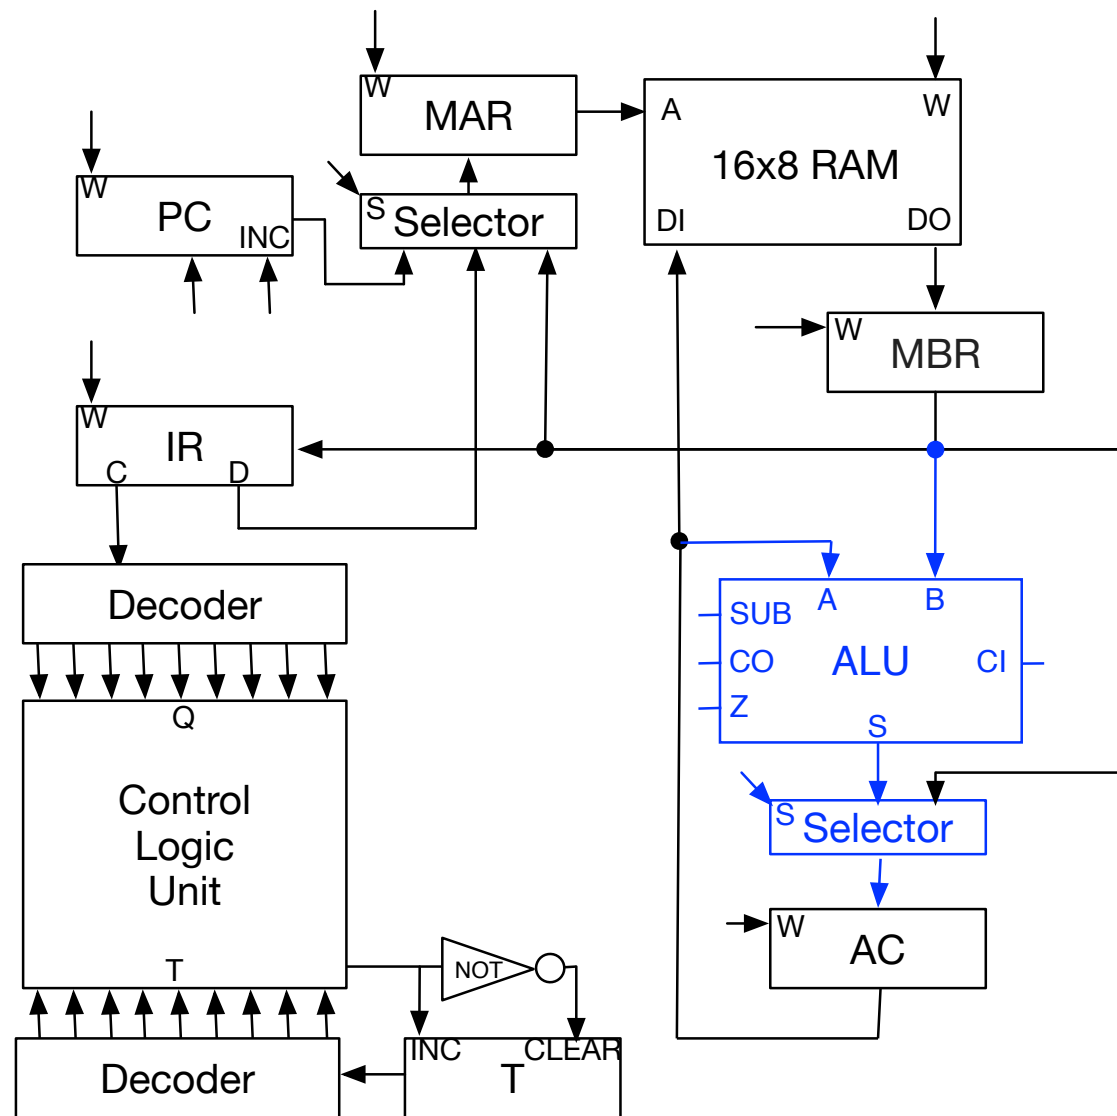 W
MAR
A
W
16x8 RAM
DI
DO
W
PC
INC
S
Selector
W
MBR
W
IR
C
D
Decoder
A
B
SUB
CO
ALU
CI
Z
S
Q
Control
Logic
Unit
T
S
Selector
W
AC
NOT
INC
CLEAR
T
Decoder